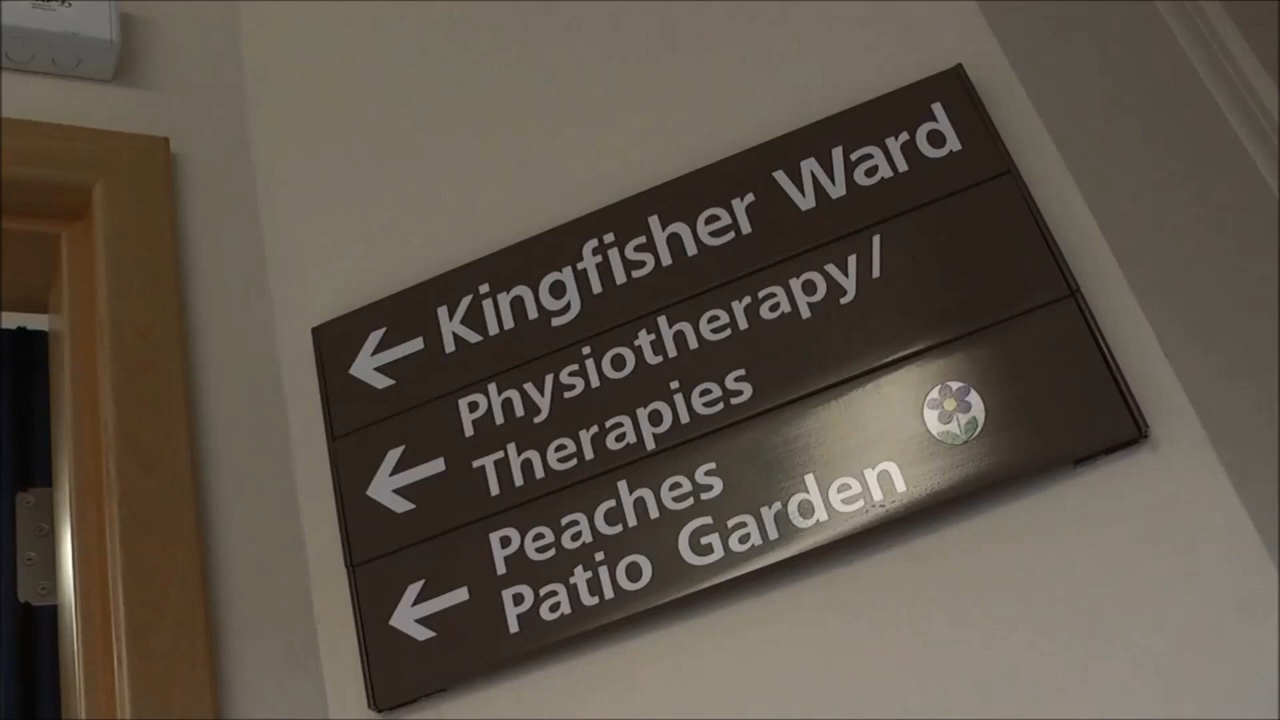 Kingfisher Ward
Physiotherapy/
Therapies
Peaches
Patio Garden